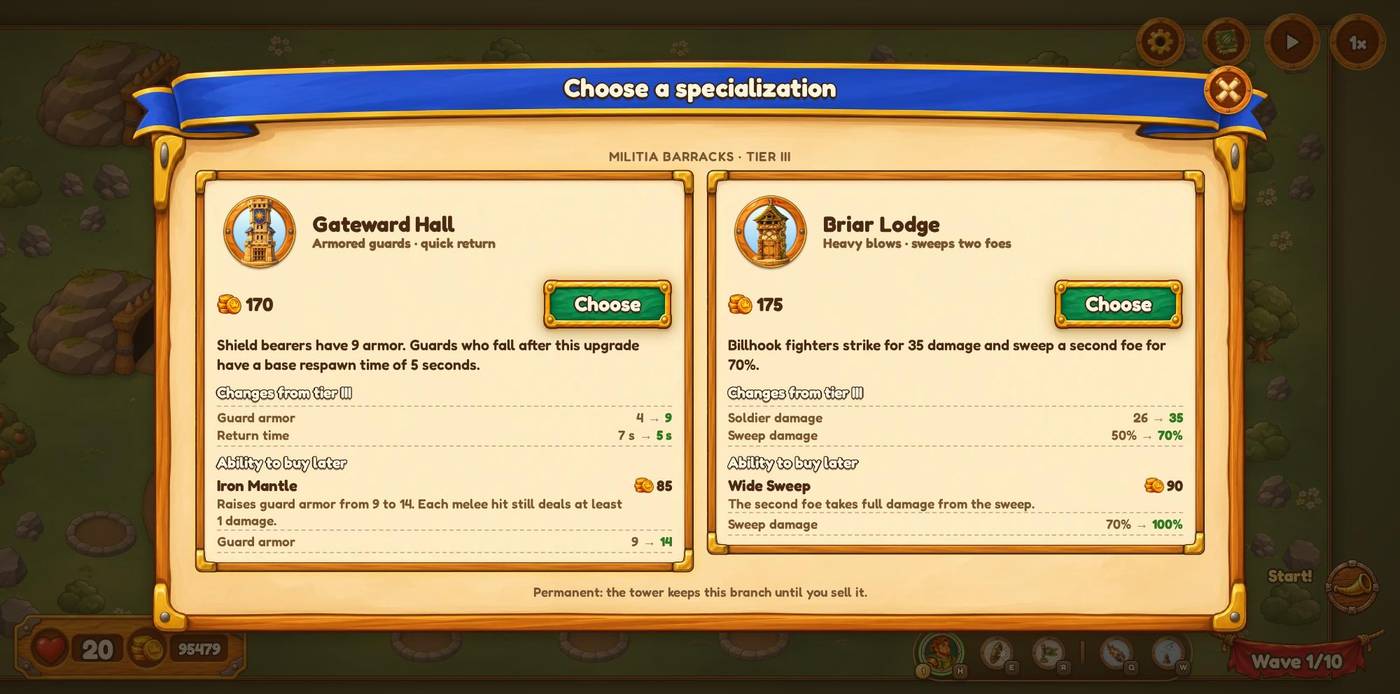 1x
Choose a specialization
MILITIA BARRACKS · TIER III
Gateward Hall
Armored guards · quick return
170
Choose
Shield bearers have 9 armor. Guards who fall after this upgrade
have a base respawn time of 5 seconds.
Changes from tier III
Guard armor 4 → 9
Return time 7 s → 5 s
Ability to buy later
Iron Mantle 85
Raises guard armor from 9 to 14. Each melee hit still deals at least
1 damage.
Guard armor 9 → 14
Briar Lodge
Heavy blows · sweeps two foes
175
Choose
Billhook fighters strike for 35 damage and sweep a second foe for
70%.
Changes from tier III
Soldier damage 26 → 35
Sweep damage 50% → 70%
Ability to buy later
Wide Sweep 90
The second foe takes full damage from the sweep.
Sweep damage 70% → 100%
Permanent: the tower keeps this branch until you sell it.
Start!
20
95479
H
E
R
Q
W
Wave 1/10